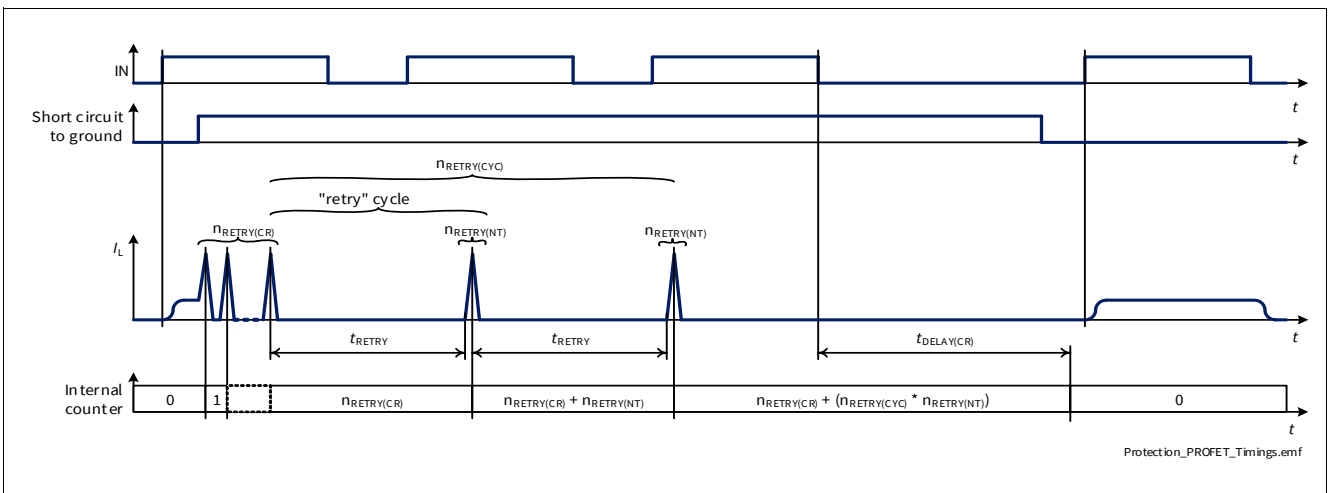 IN
t
Short circuit
to ground
t
nRETRY(CYC)
"retry" cycle
nRETRY(CR)
nRETRY(NT)
nRETRY(NT)
IL
t
tRETRY
tRETRY
tDELAY(CR)
Internal
counter
0
1
nRETRY(CR)
nRETRY(CR) + nRETRY(NT)
nRETRY(CR) + (nRETRY(CYC) * nRETRY(NT))
0
t
Protection_PROFET_Timings.emf